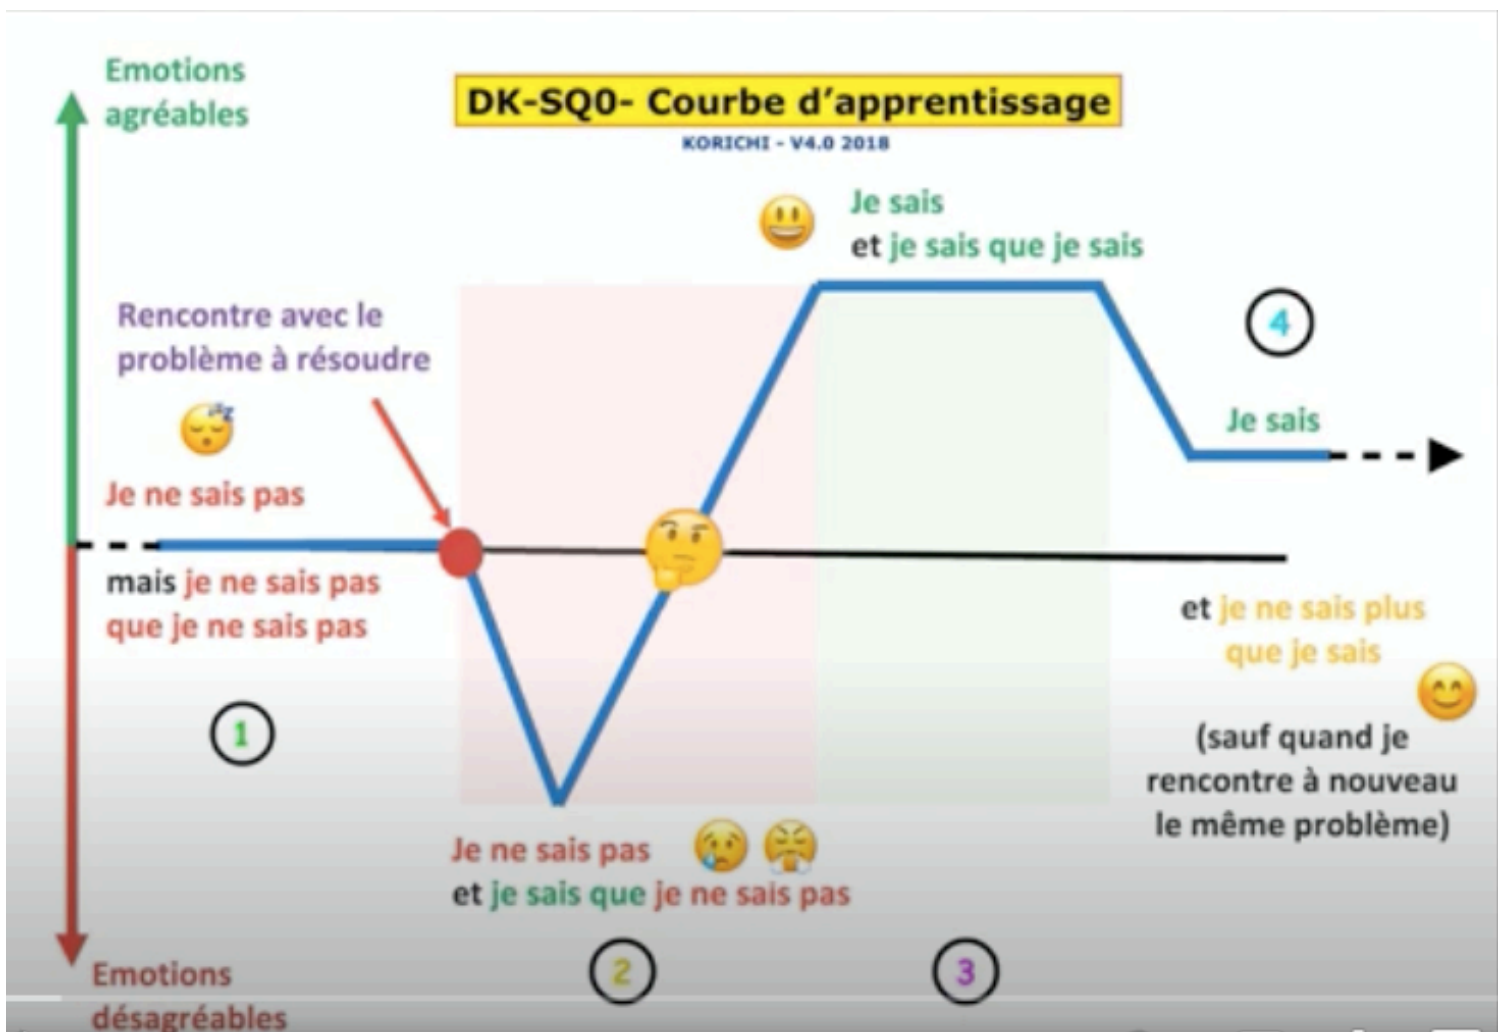 Emotions
agréables
DK-SQ0- Courbe d’apprentissage
KORICHI - V4.0 2018
Je sais
et je sais que je sais
Rencontre avec le
problème à résoudre
4
Je sais
Je ne sais pas
mais je ne sais pas
que je ne sais pas
et je ne sais plus
que je sais
(sauf quand je
rencontre à nouveau
le même problème)
1
Je ne sais pas
et je sais que je ne sais pas
2
3
Emotions
désagréables